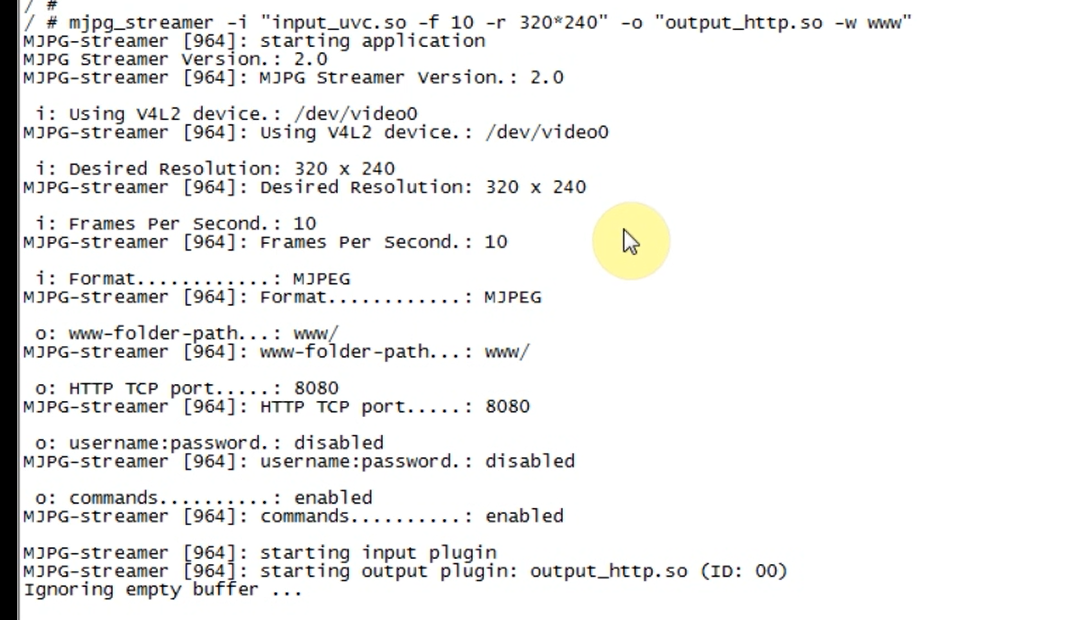 / #
/ # mjpg_streamer -i "input_uvc.so -f 10 -r 320*240" -o "output_http.so -w www"
MJPG-streamer [964]: starting application
MJPG Streamer Version.: 2.0
MJPG-streamer [964]: MJPG Streamer Version.: 2.0
i: Using V4L2 device.: /dev/video0
MJPG-streamer [964]: Using V4L2 device.: /dev/video0
i: Desired Resolution: 320 x 240
MJPG-streamer [964]: Desired Resolution: 320 x 240
i: Frames Per Second.: 10
MJPG-streamer [964]: Frames Per Second.: 10
i: Format............: MJPEG
MJPG-streamer [964]: Format............: MJPEG
o: www-folder-path...: www/
MJPG-streamer [964]: www-folder-path...: www/
o: HTTP TCP port.....: 8080
MJPG-streamer [964]: HTTP TCP port.....: 8080
o: username:password.: disabled
MJPG-streamer [964]: username:password.: disabled
o: commands..........: enabled
MJPG-streamer [964]: commands..........: enabled
MJPG-streamer [964]: starting input plugin
MJPG-streamer [964]: starting output plugin: output_http.so (ID: 00)
Ignoring empty buffer ...